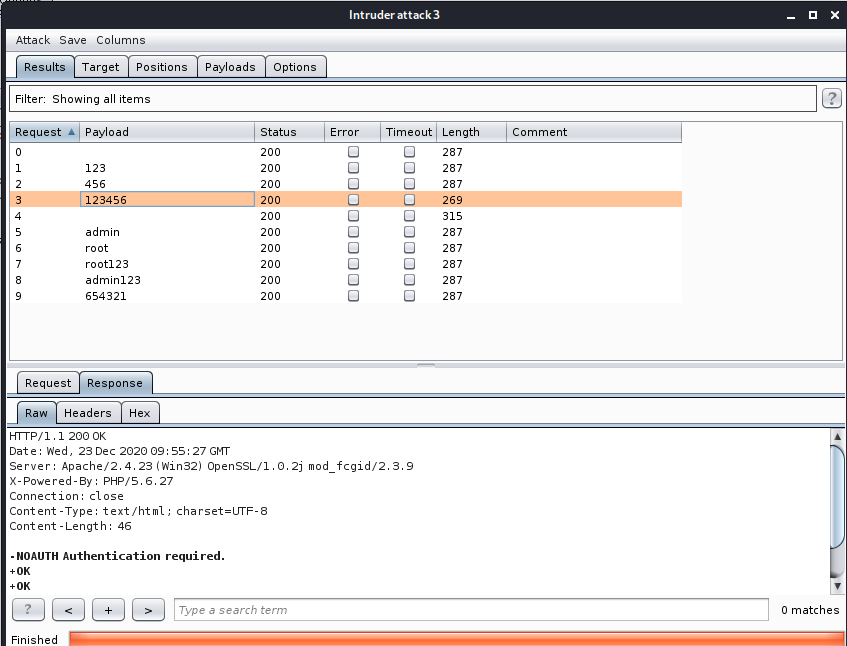 Intruder attack 3
Attack Save Columns
Results Target Positions Payloads Options
Filter: Showing all items ?
Request Payload Status Error Timeout Length Comment
0 200 287
1 123 200 287
2 456 200 287
3 123456 200 269
4 200 315
5 admin 200 287
6 root 200 287
7 root123 200 287
8 admin123 200 287
9 654321 200 287
Request Response
Raw Headers Hex
HTTP/1.1 200 OK
Date: Wed, 23 Dec 2020 09:55:27 GMT
Server: Apache/2.4.23 (Win32) OpenSSL/1.0.2j mod_fcgid/2.3.9
X-Powered-By: PHP/5.6.27
Connection: close
Content-Type: text/html; charset=UTF-8
Content-Length: 46
-NOAUTH Authentication required.
+OK
+OK
? < + > Type a search term 0 matches
Finished